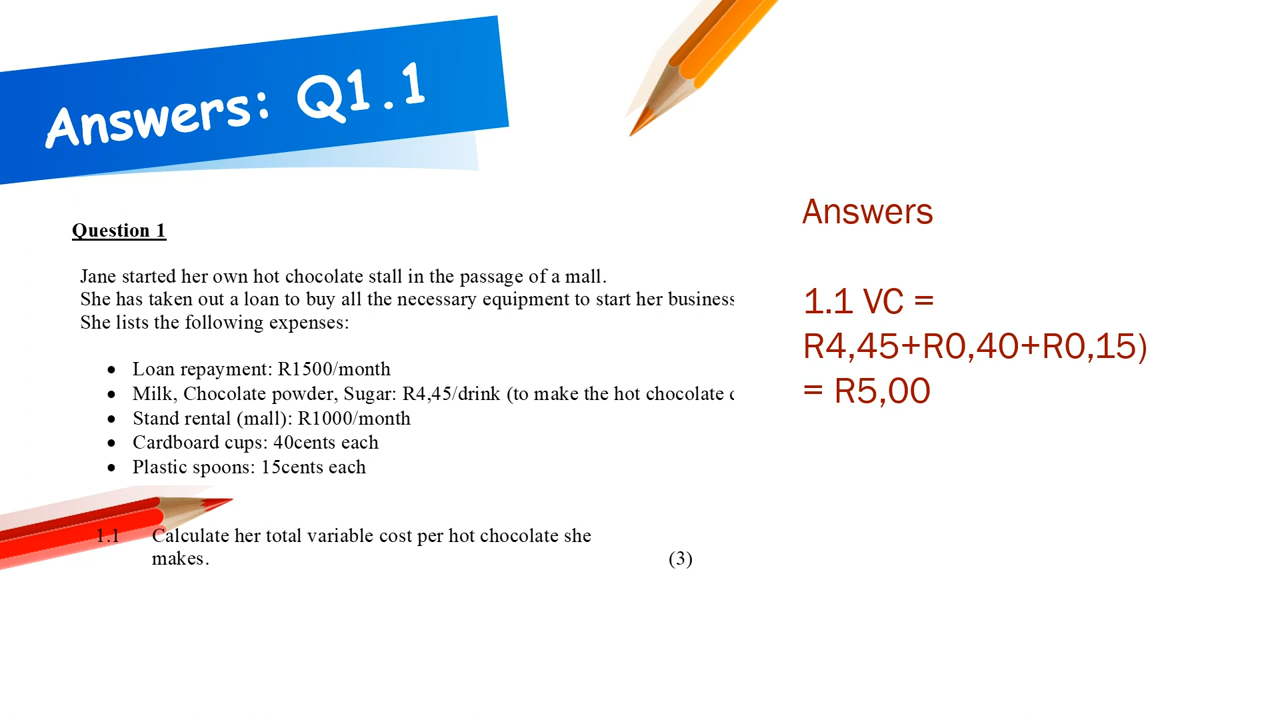 Answers: Q1.1
Question 1
Jane started her own hot chocolate stall in the passage of a mall.
She has taken out a loan to buy all the necessary equipment to start her business
She lists the following expenses:
• Loan repayment: R1500/month
• Milk, Chocolate powder, Sugar: R4,45/drink (to make the hot chocolate
• Stand rental (mall): R1000/month
• Cardboard cups: 40cents each
• Plastic spoons: 15cents each
1.1 Calculate her total variable cost per hot chocolate she
makes. (3)
Answers
1.1 VC =
R4,45+R0,40+R0,15)
= R5,00